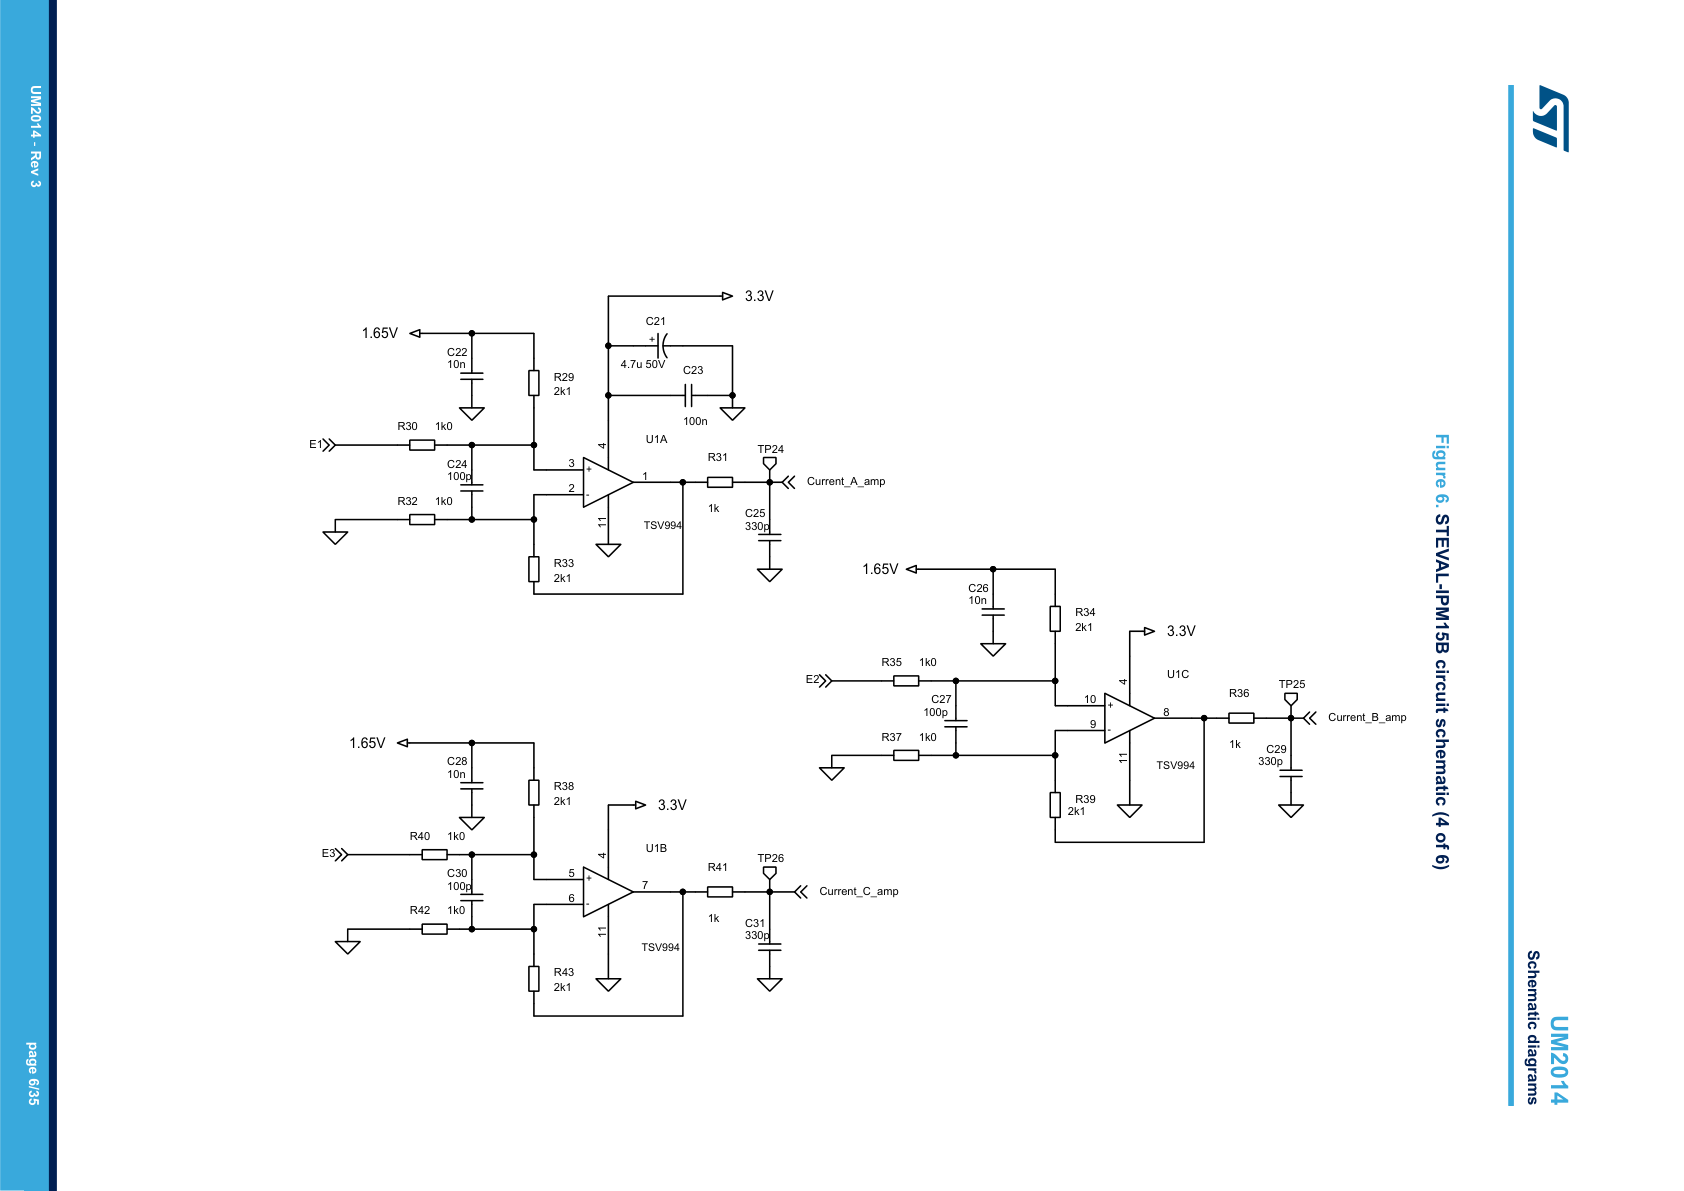 UM2014
Schematic diagrams
Figure 6. STEVAL-IPM15B circuit schematic (4 of 6)
3.3V
1.65V
C21
+
4.7u 50V
C22
10n
C23
100n
R29
2k1
R30 1k0
E1
C24
100p
R32 1k0
U1A
4
3
+
2
-
1
11
TSV994
R31
1k
TP24
Current_A_amp
C25
330p
R33
2k1
1.65V
C26
10n
R34
2k1
3.3V
R35 1k0
E2
C27
100p
R37 1k0
U1C
4
10
+
9
-
8
11
TSV994
R36
1k
TP25
Current_B_amp
C29
330p
R39
2k1
1.65V
C28
10n
R38
2k1
3.3V
R40 1k0
E3
C30
100p
R42 1k0
U1B
4
5
+
6
-
7
11
TSV994
R41
1k
TP26
Current_C_amp
C31
330p
R43
2k1
UM2014 - Rev 3
page 6/35